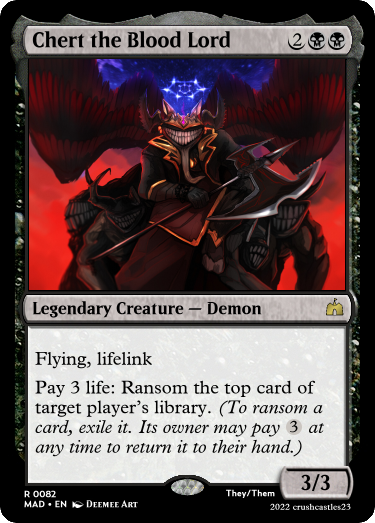 Chert the Blood Lord 2
Legendary Creature — Demon
Flying, lifelink
Pay 3 life: Ransom the top card of
target player's library. (To ransom a
card, exile it. Its owner may pay 3 at
any time to return it to their hand.)
3/3
R 0082
They/Them
MAD • EN Deemee Art
2022 crushcastles23